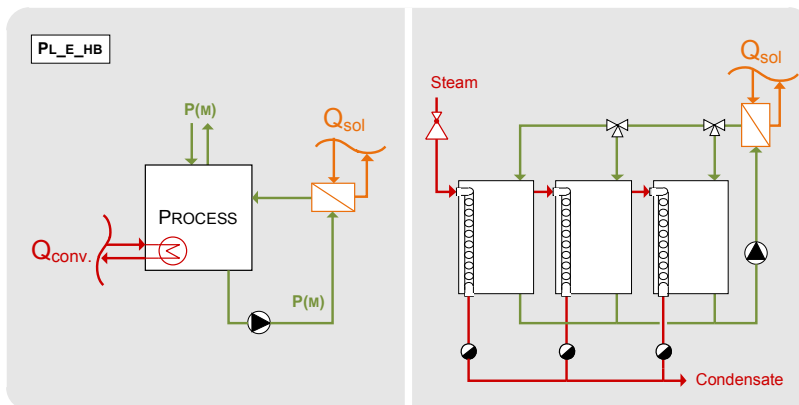 PL_E_HB
P(M)
Qsol
PROCESS
Qconv.
P(M)
Steam
Qsol
Condensate